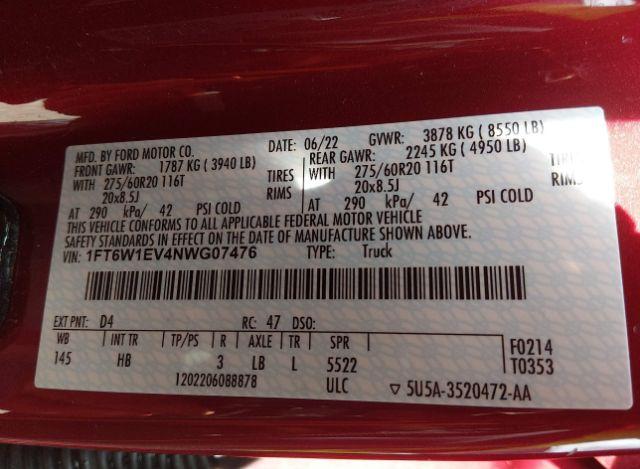 MFD. BY FORD MOTOR CO. DATE: 06/22 GVWR: 3878 KG ( 8550 LB)
FRONT GAWR: 1787 KG ( 3940 LB) REAR GAWR: 2245 KG ( 4950 LB)
WITH 275/60R20 116T TIRES WITH 275/60R20 116T TIRES
20x8.5J RIMS 20x8.5J RIMS
AT 290 kPa/ 42 PSI COLD AT 290 kPa/ 42 PSI COLD
THIS VEHICLE CONFORMS TO ALL APPLICABLE FEDERAL MOTOR VEHICLE
SAFETY STANDARDS IN EFFECT ON THE DATE OF MANUFACTURE SHOWN ABOVE.
VIN: 1FT6W1EV4NWG07476 TYPE: Truck
EXT PNT: D4 RC: 47 DSO:
WB INT TR TP/PS R AXLE TR SPR F0214
145 HB 3 LB L 5522 T0353
1202206088878 ULC ▽ 5U5A-3520472-AA